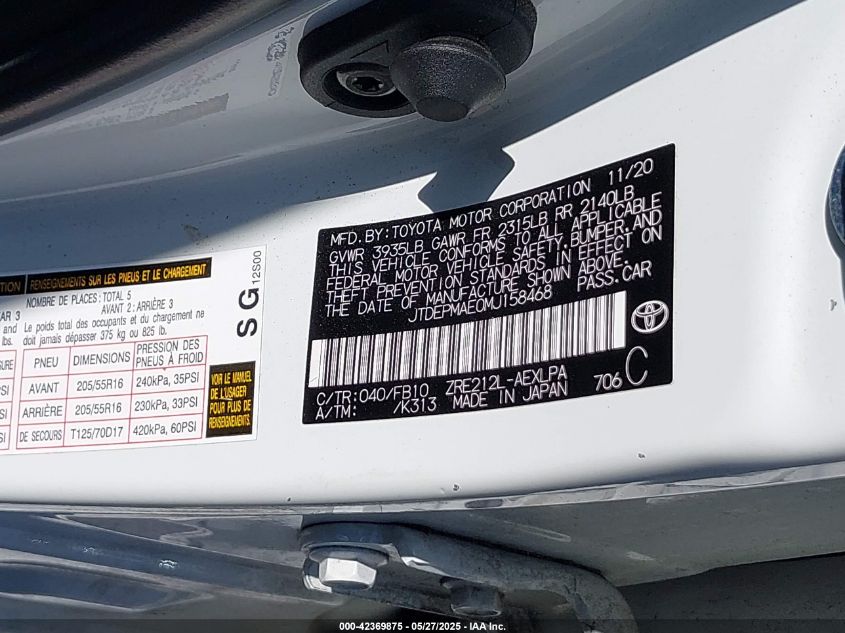 MFD. BY: TOYOTA MOTOR CORPORATION 11/20
GVWR 3935LB GAWR FR 2315LB RR 2140LB
THIS VEHICLE CONFORMS TO ALL APPLICABLE
FEDERAL MOTOR VEHICLE SAFETY, BUMPER, AND
THEFT PREVENTION STANDARDS IN EFFECT ON
THE DATE OF MANUFACTURE SHOWN ABOVE.
JTDEPMAE0MJ158468 PASS. CAR
C/TR: 040/FB10 ZRE212L-AEXLPA 706 C
A/TM: /K313 MADE IN JAPAN
RENSEIGNEMENTS SUR LES PNEUS ET LE CHARGEMENT
NOMBRE DE PLACES: TOTAL 5
AR 3 AVANT 2: ARRIÈRE 3
and Le poids total des occupants et du chargement ne
lbs. doit jamais dépasser 375 kg ou 825 lb.
PNEU DIMENSIONS PRESSION DES PNEUS À FROID
AVANT 205/55R16 240kPa, 35PSI
ARRIÈRE 205/55R16 230kPa, 33PSI
DE SECOURS T125/70D17 420kPa, 60PSI
VOIR LE MANUEL
DE L'USAGER
POUR PLUS DE
RENSEIGNEMENTS
SG 12S00
000-42369875 - 05/27/2025 - IAA Inc.